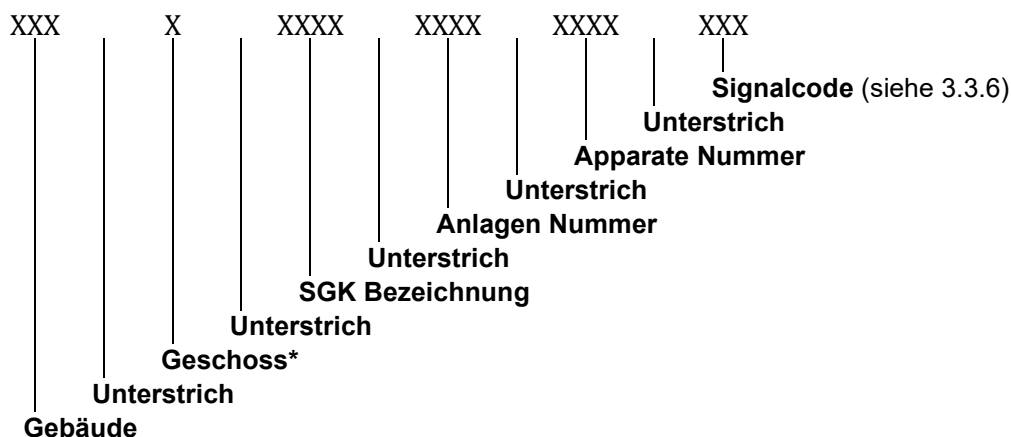 XXX X XXXX XXXX XXXX XXX
Signalcode (siehe 3.3.6)
Unterstrich
Apparate Nummer
Unterstrich
Anlagen Nummer
Unterstrich
SGK Bezeichnung
Unterstrich
Geschoss*
Unterstrich
Gebäude